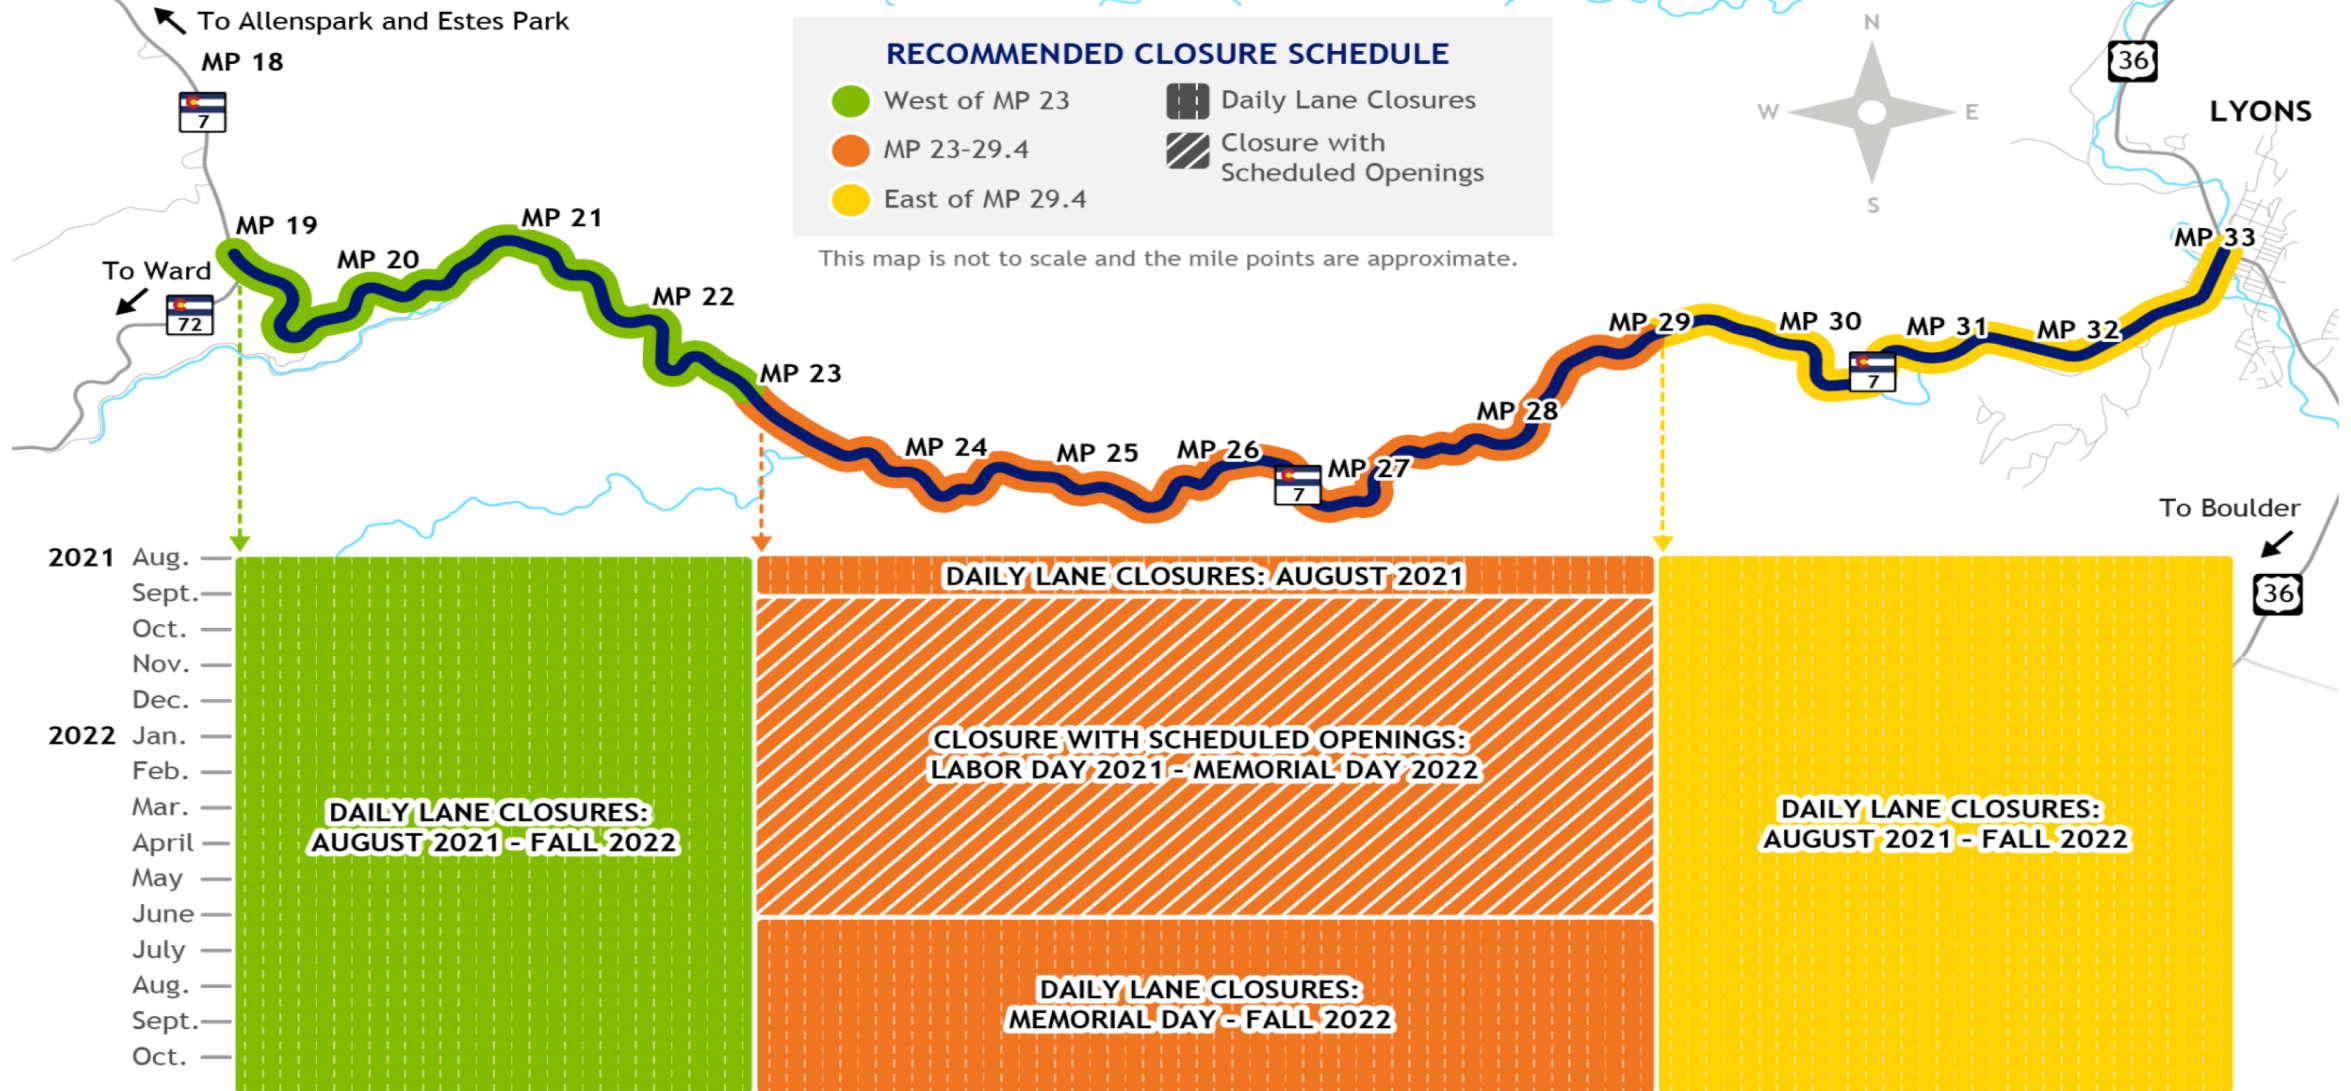 To Allenspark and Estes Park
MP 18
7
RECOMMENDED CLOSURE SCHEDULE
West of MP 23
MP 23-29.4
East of MP 29.4
Daily Lane Closures
Closure with
Scheduled Openings
This map is not to scale and the mile points are approximate.
N
W
E
S
36
LYONS
MP 19
MP 20
MP 21
To Ward
72
MP 22
MP 23
MP 24
MP 25
MP 26
7
MP 27
MP 28
MP 29
MP 30
7
MP 31
MP 32
MP 33
To Boulder
36
2021 Aug.
Sept.
Oct.
Nov.
Dec.
2022 Jan.
Feb.
Mar.
April
May
June
July
Aug.
Sept.
Oct.
DAILY LANE CLOSURES:
AUGUST 2021 - FALL 2022
DAILY LANE CLOSURES: AUGUST 2021
CLOSURE WITH SCHEDULED OPENINGS:
LABOR DAY 2021 - MEMORIAL DAY 2022
DAILY LANE CLOSURES:
MEMORIAL DAY - FALL 2022
DAILY LANE CLOSURES:
AUGUST 2021 - FALL 2022